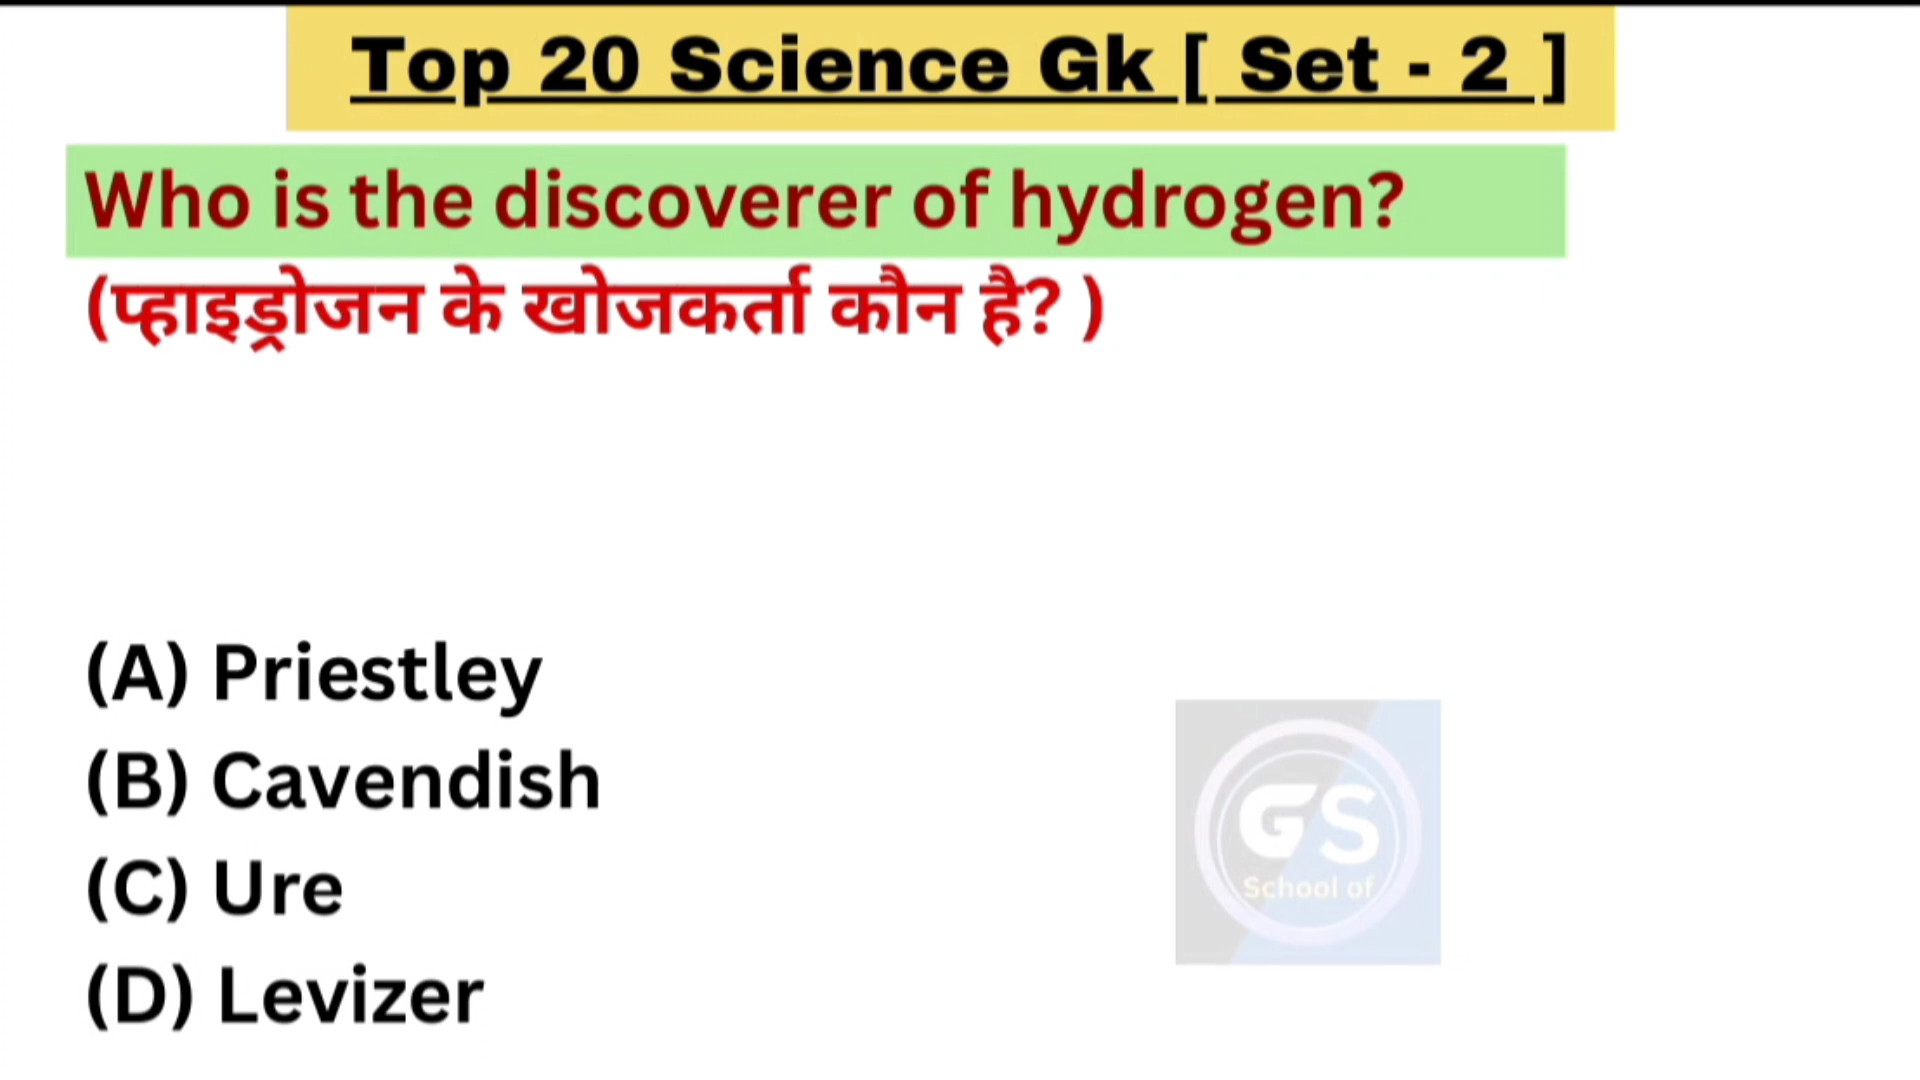 Top 20 Science Gk [ Set - 2 ]
Who is the discoverer of hydrogen?
(प्हाइड्रोजन के खोजकर्ता कौन है? )
(A) Priestley
(B) Cavendish
(C) Ure
(D) Levizer
GS
School of